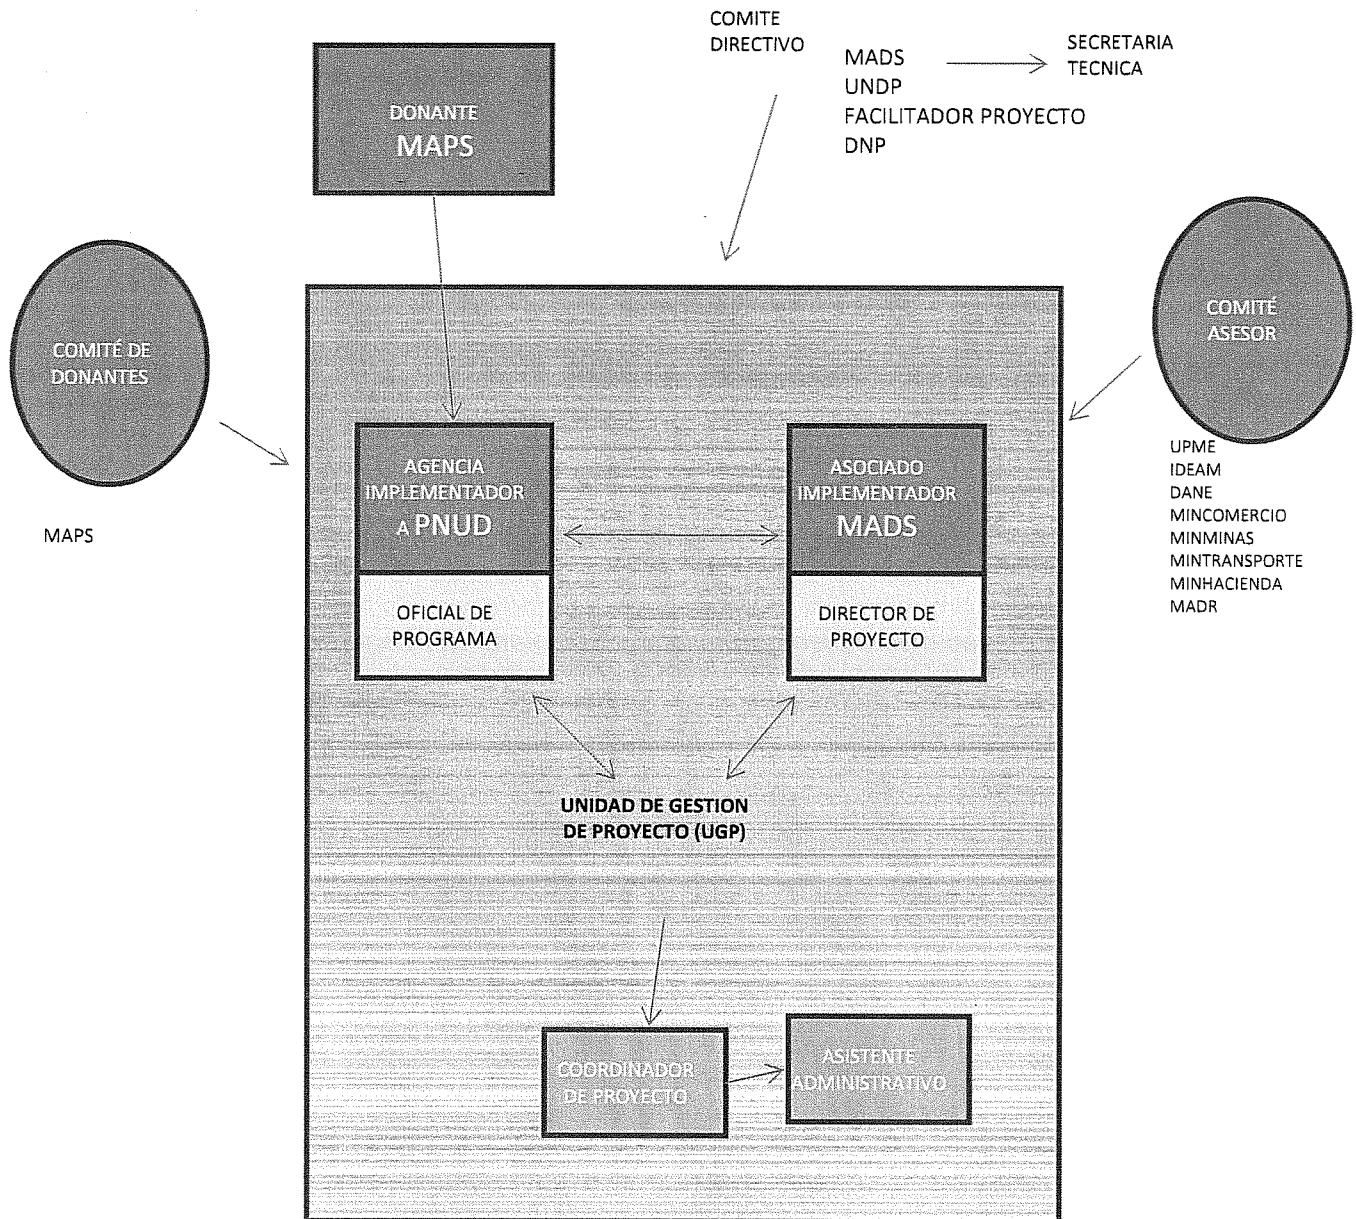 COMITE
DIRECTIVO
MADS
UNDP
FACILITADOR PROYECTO
DNP
SECRETARIA
TECNICA
DONANTE
MAPS
COMITÉ DE
DONANTES
MAPS
COMITÉ
ASESOR
UPME
IDEAM
DANE
MINCOMERCIO
MINMINAS
MINTRANSPORTE
MINHACIENDA
MADR
AGENCIA
IMPLEMENTADOR
A PNUD
OFICIAL DE
PROGRAMA
ASOCIADO
IMPLEMENTADOR
MADS
DIRECTOR DE
PROYECTO
UNIDAD DE GESTION
DE PROYECTO (UGP)
COORDINADOR
DE PROYECTO
ASISTENTE
ADMINISTRATIVO